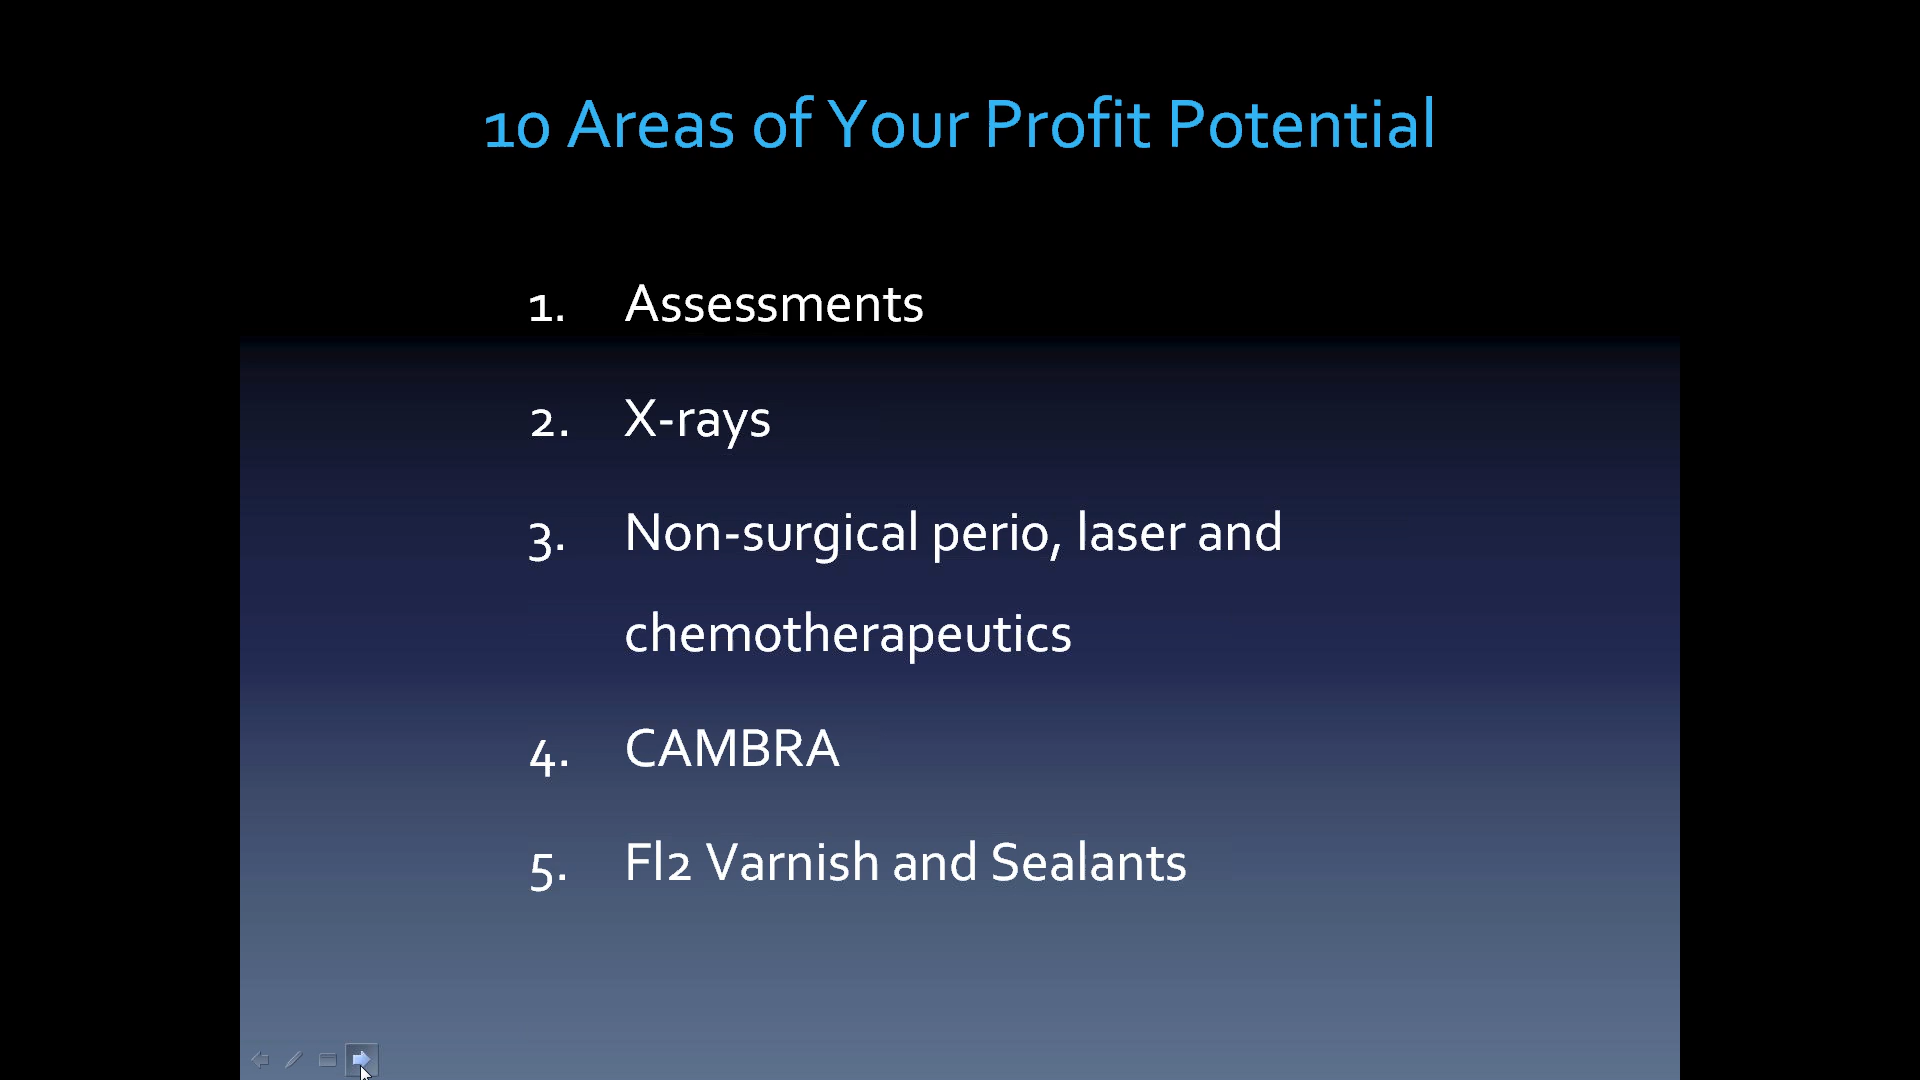 10 Areas of Your Profit Potential
1. Assessments
2. X-rays
3. Non-surgical perio, laser and
chemotherapeutics
4. CAMBRA
5. Fl2 Varnish and Sealants